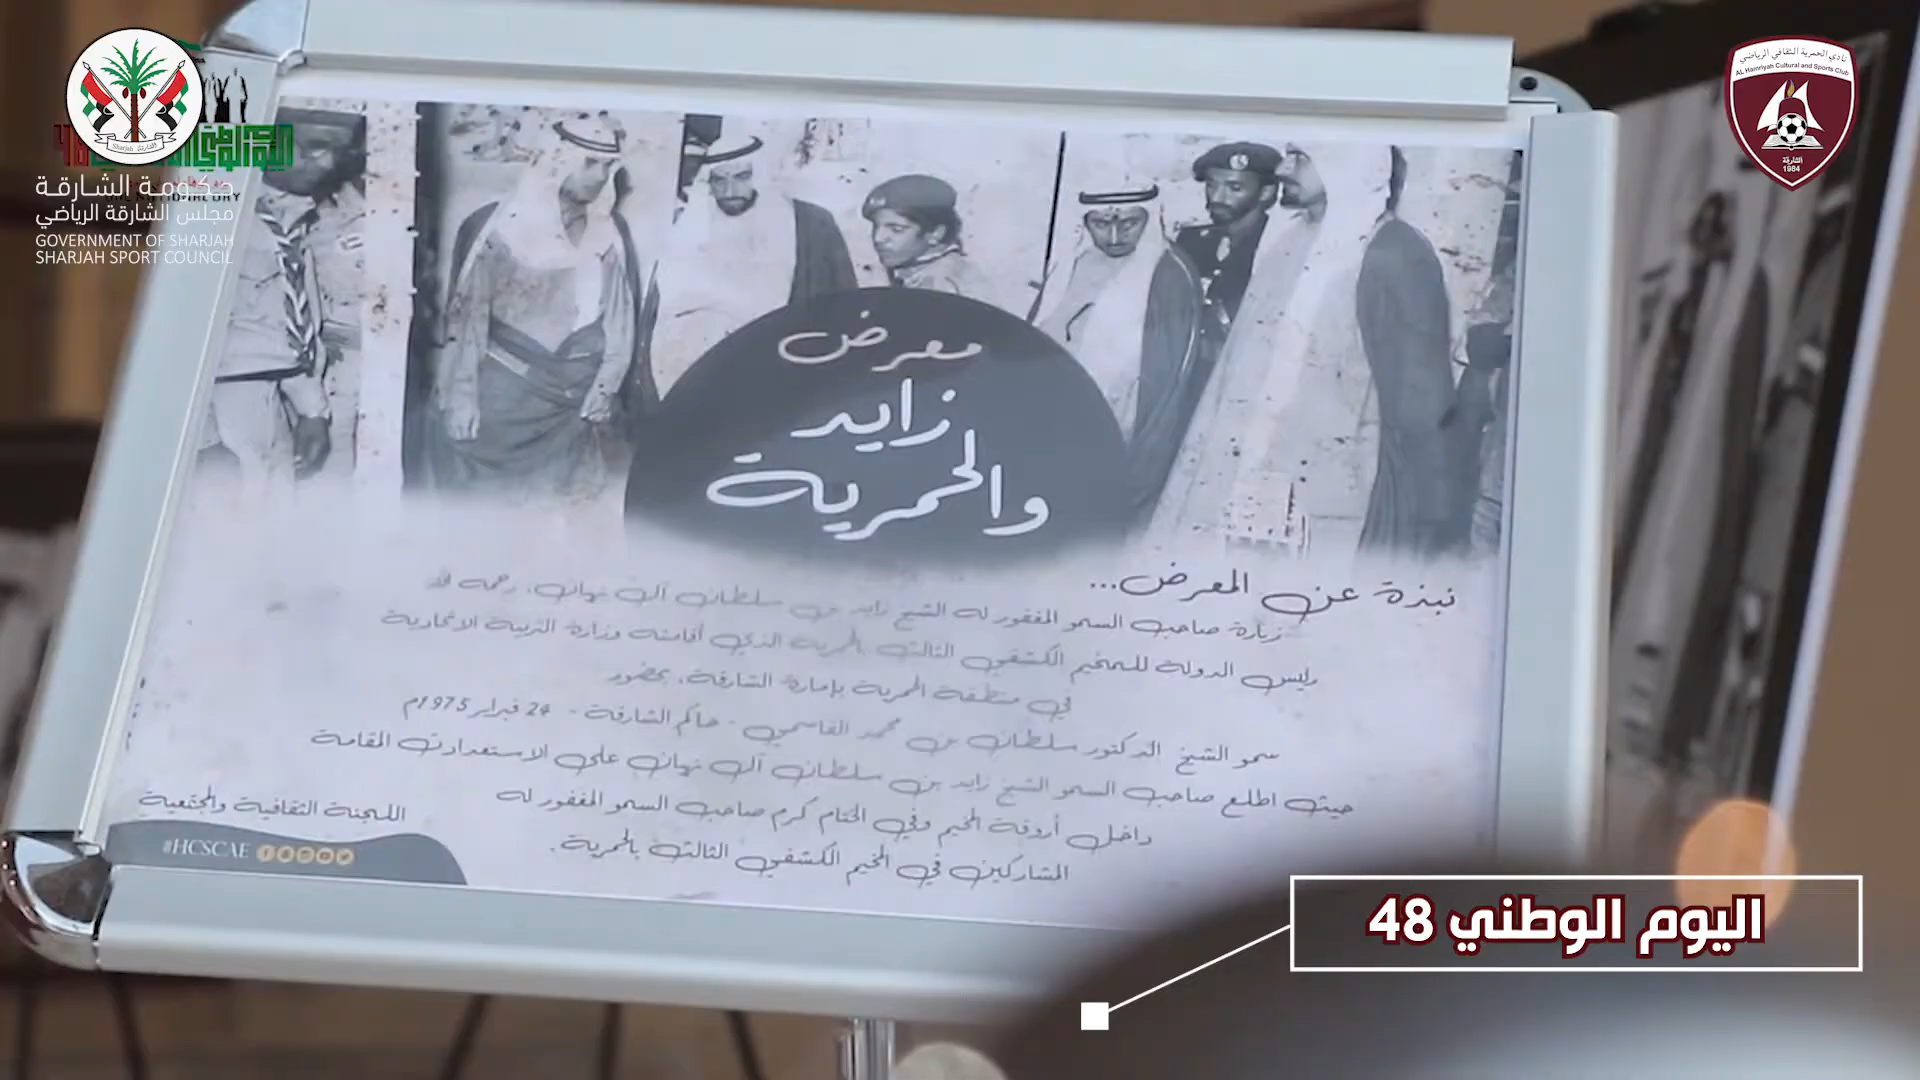 حكومة الشارقة
مجلس الشارقة الرياضي
GOVERNMENT OF SHARJAH
SHARJAH SPORT COUNCIL
Sharjah الشارقة
نادي الحمرية الثقافي الرياضي
AL Hamriyah Cultural and Sports Club
الشارقة
1984
معرض
زايد
والحمرية
نبذة عن المعرض...
زيارة صاحب السمو المغفور له الشيخ زايد بن سلطان آل نهيان، رحمه الله
رئيس الدولة للمخيم الكشفي الثالث بالحمرية الذي أقامته وزارة التربية الاتحادية
في منطقة الحمرية بإمارة الشارقة، بحضور
سمو الشيخ الدكتور سلطان بن محمد القاسمي - حاكم الشارقة - 24 فبراير 1975م
حيث اطلع صاحب السمو الشيخ زايد بن سلطان آل نهيان على الاستعدادت المقامة
داخل أروقة المخيم وفي الختام كرم صاحب السمو المغفور له
المشاركين في المخيم الكشفي الثالث بالحمرية.
اللجنة الثقافية والمجتمعية
#HCSCAE
اليوم الوطني 48